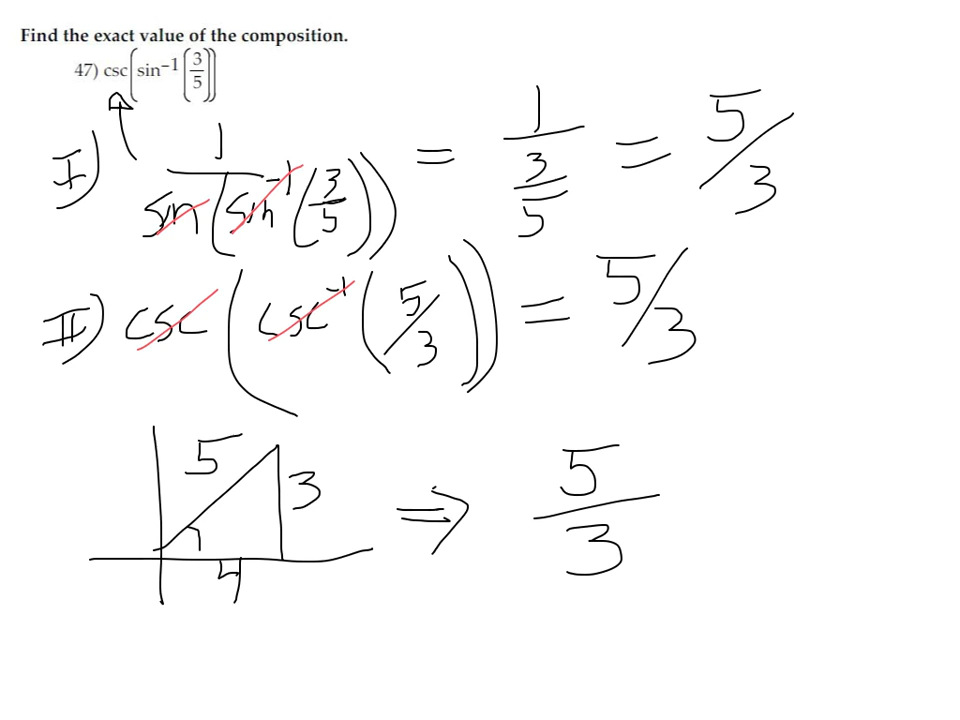 Find the exact value of the composition.
47) csc(sin⁻¹(3/5))
I) 1/(sin(sin⁻¹(3/5))) = 1/(3/5) = 5/3
II) csc(csc⁻¹(5/3)) = 5/3
5
3
4
⇒ 5/3